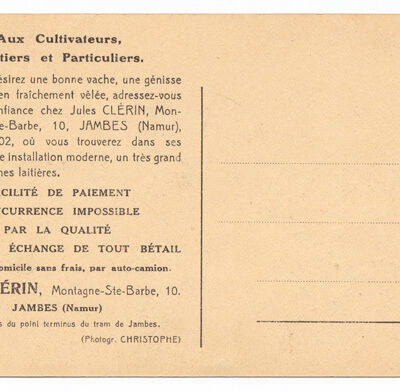 Aux Cultivateurs,
tiers et Particuliers.
ésirez une bonne vache, une génisse
en fraîchement vêlée, adressez-vous
nfiance chez Jules CLÉRIN, Mon-
te-Barbe, 10, JAMBES (Namur),
02, où vous trouverez dans ses
e installation moderne, un très grand
nes laitières.
CILITÉ DE PAIEMENT
CURRENCE IMPOSSIBLE
PAR LA QUALITÉ
ÉCHANGE DE TOUT BÉTAIL
omicile sans frais, par auto-camion.
ÉRIN, Montagne-Ste-Barbe, 10.
JAMBES (Namur)
s du point terminus du tram de Jambes.
(Photogr. CHRISTOPHE)